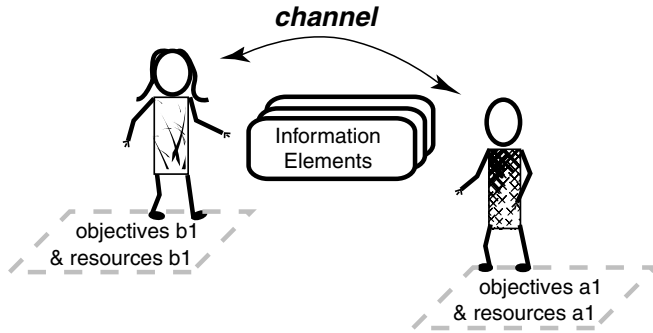 channel
Information
Elements
objectives b1
& resources b1
objectives a1
& resources a1